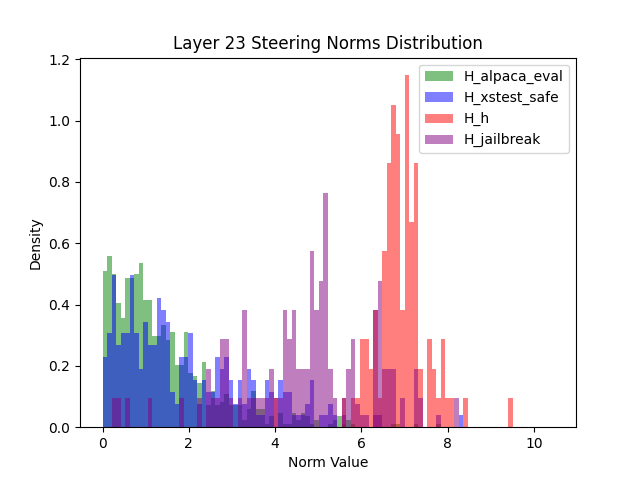 Layer 23 Steering Norms Distribution
1.2
1.0
0.8
0.6
0.4
0.2
0.0
Density
H_alpaca_eval
H_xstest_safe
H_h
H_jailbreak
0 2 4 6 8 10
Norm Value